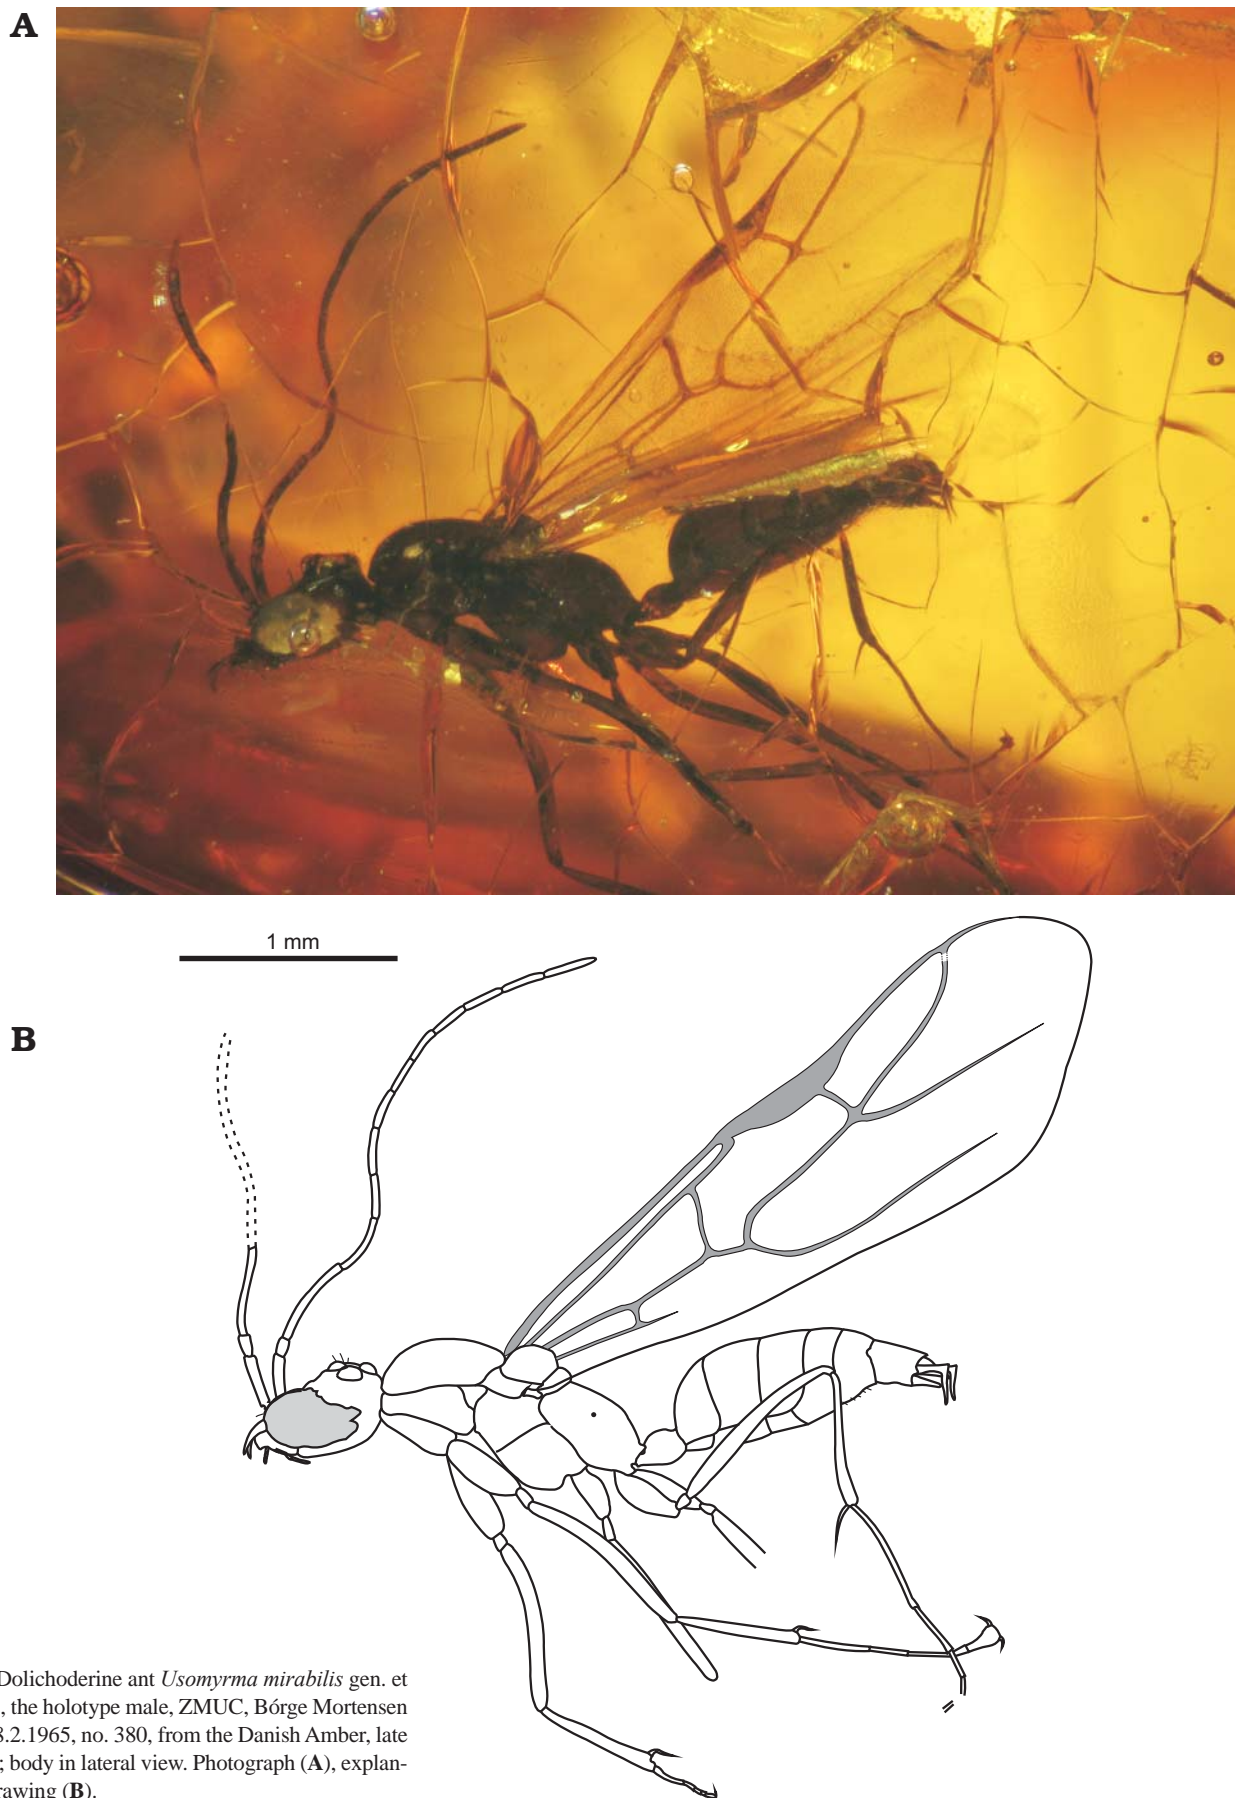 A
1 mm
B
Dolichoderine ant Usomyrma mirabilis gen. et
, the holotype male, ZMUC, Bórge Mortensen
8.2.1965, no. 380, from the Danish Amber, late
; body in lateral view. Photograph (A), explan-
rawing (B).